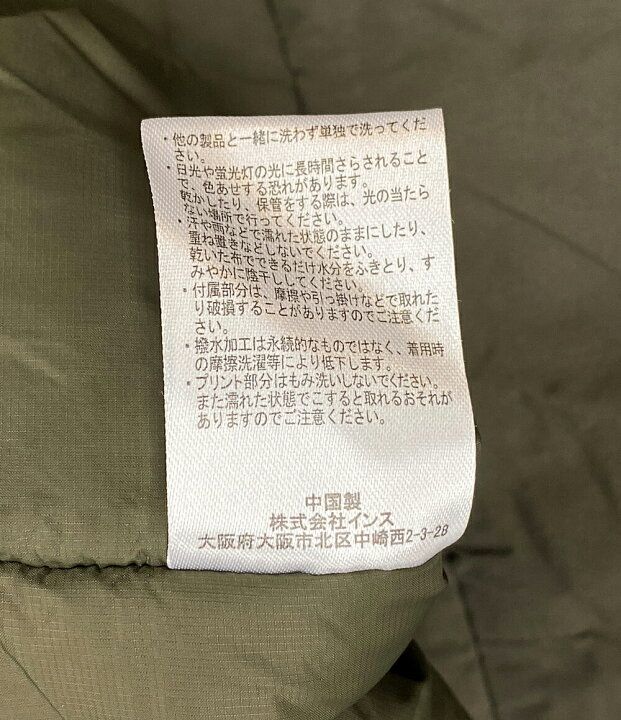 ・他の製品と一緒に洗わず単独で洗ってくだ
さい。
・日光や蛍光灯の光に長時間さらされること
で、色あせする恐れがあります。
乾かしたり、保管をする際は、光の当たら
ない場所で行ってください。
・汗や雨などで濡れた状態のままにしたり、
重ね置きなどしないでください。
乾いた布でできるだけ水分をふきとり、す
みやかに陰干ししてください。
・付属部分は、摩擦や引っ掛けなどで取れた
り破損することがありますのでご注意くだ
さい。
・撥水加工は永続的なものではなく、着用時
の摩擦洗濯等により低下します。
・プリント部分はもみ洗いしないでください。
また濡れた状態でこすると取れるおそれが
ありますのでご注意ください。
中国製
株式会社インス
大阪府大阪市北区中崎西2-3-28